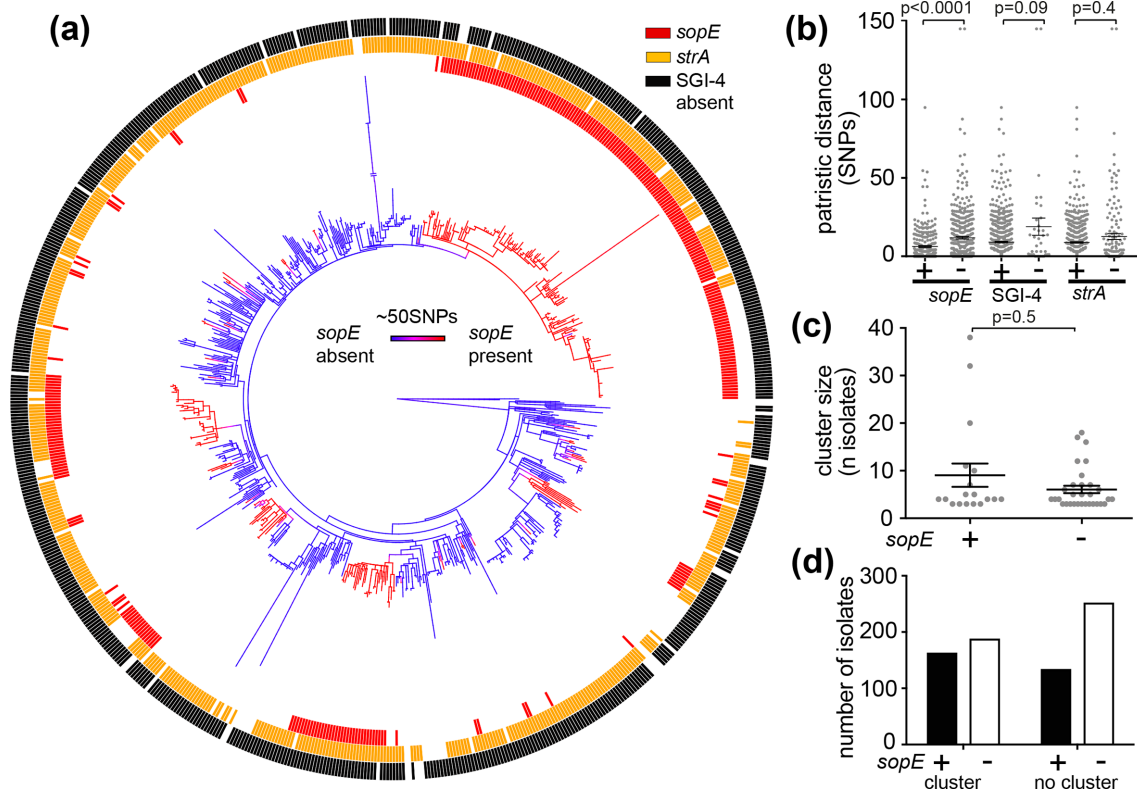 (a)
sopE
strA
SGI-4
absent
~50SNPs
sopE
absent
sopE
present
(b)
p<0.0001 p=0.09 p=0.4
150
100
50
0
patristic distance
(SNPs)
+ - + - + -
sopE SGI-4 strA
(c)
p=0.5
40
30
20
10
0
cluster size
(n isolates)
sopE + -
(d)
300
200
100
0
number of isolates
sopE + - + -
cluster no cluster